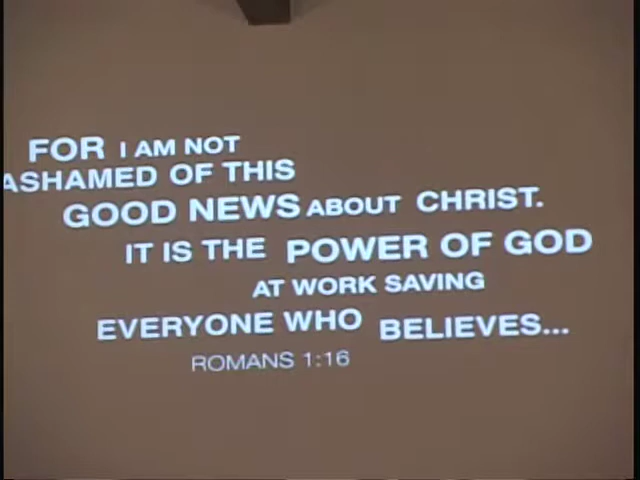 FOR I AM NOT
ASHAMED OF THIS
GOOD NEWS ABOUT CHRIST.
IT IS THE POWER OF GOD
AT WORK SAVING
EVERYONE WHO BELIEVES...
ROMANS 1:16